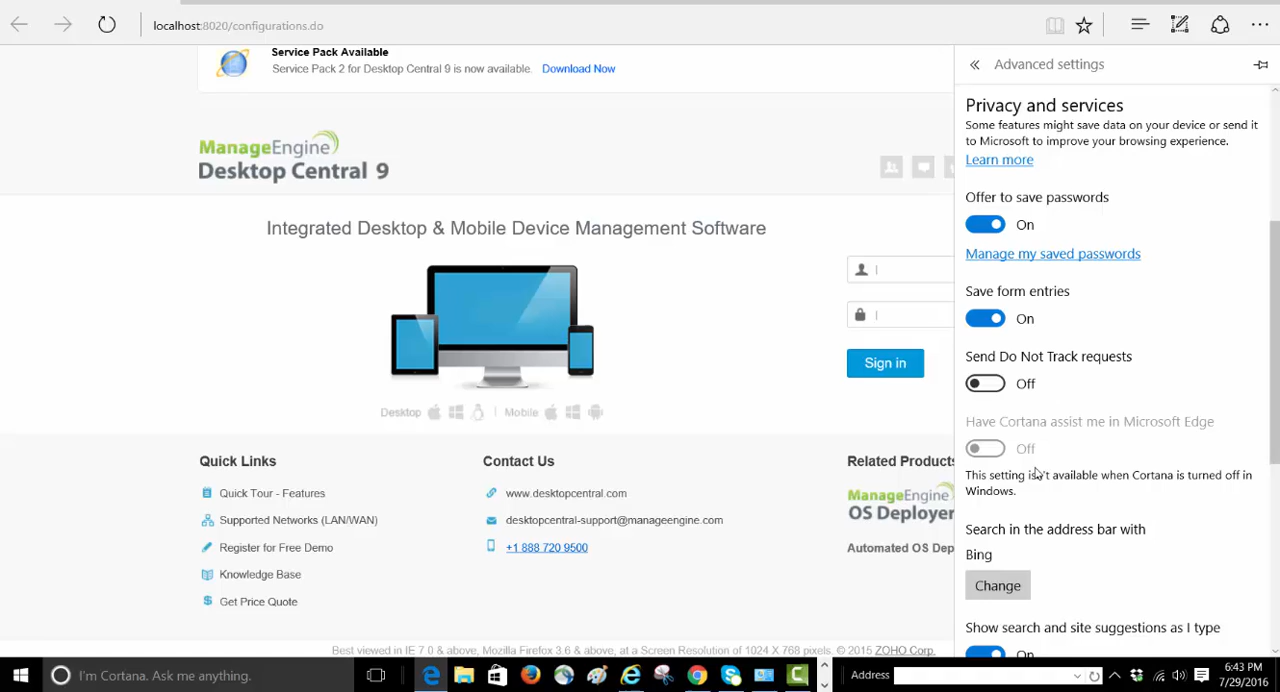 localhost:8020/configurations.do
Service Pack Available
Service Pack 2 for Desktop Central 9 is now available. Download Now
ManageEngine
Desktop Central 9
Integrated Desktop & Mobile Device Management Software
Sign in
Desktop | Mobile
Quick Links
Quick Tour - Features
Supported Networks (LAN/WAN)
Register for Free Demo
Knowledge Base
Get Price Quote
Contact Us
www.desktopcentral.com
desktopcentral-support@manageengine.com
+1 888 720 9500
Related Products
ManageEngine
OS Deployer
Automated OS Dep
Best viewed in IE 7.0 & above, Mozilla Firefox 3.6 & above, at a Screen Resolution of 1024 X 768 pixels. © 2015 ZOHO Corp.
Advanced settings
Privacy and services
Some features might save data on your device or send it
to Microsoft to improve your browsing experience.
Learn more
Offer to save passwords
On
Manage my saved passwords
Save form entries
On
Send Do Not Track requests
Off
Have Cortana assist me in Microsoft Edge
Off
This setting isn't available when Cortana is turned off in
Windows.
Search in the address bar with
Bing
Change
Show search and site suggestions as I type
On
I'm Cortana. Ask me anything.
Address
6:43 PM
7/29/2016